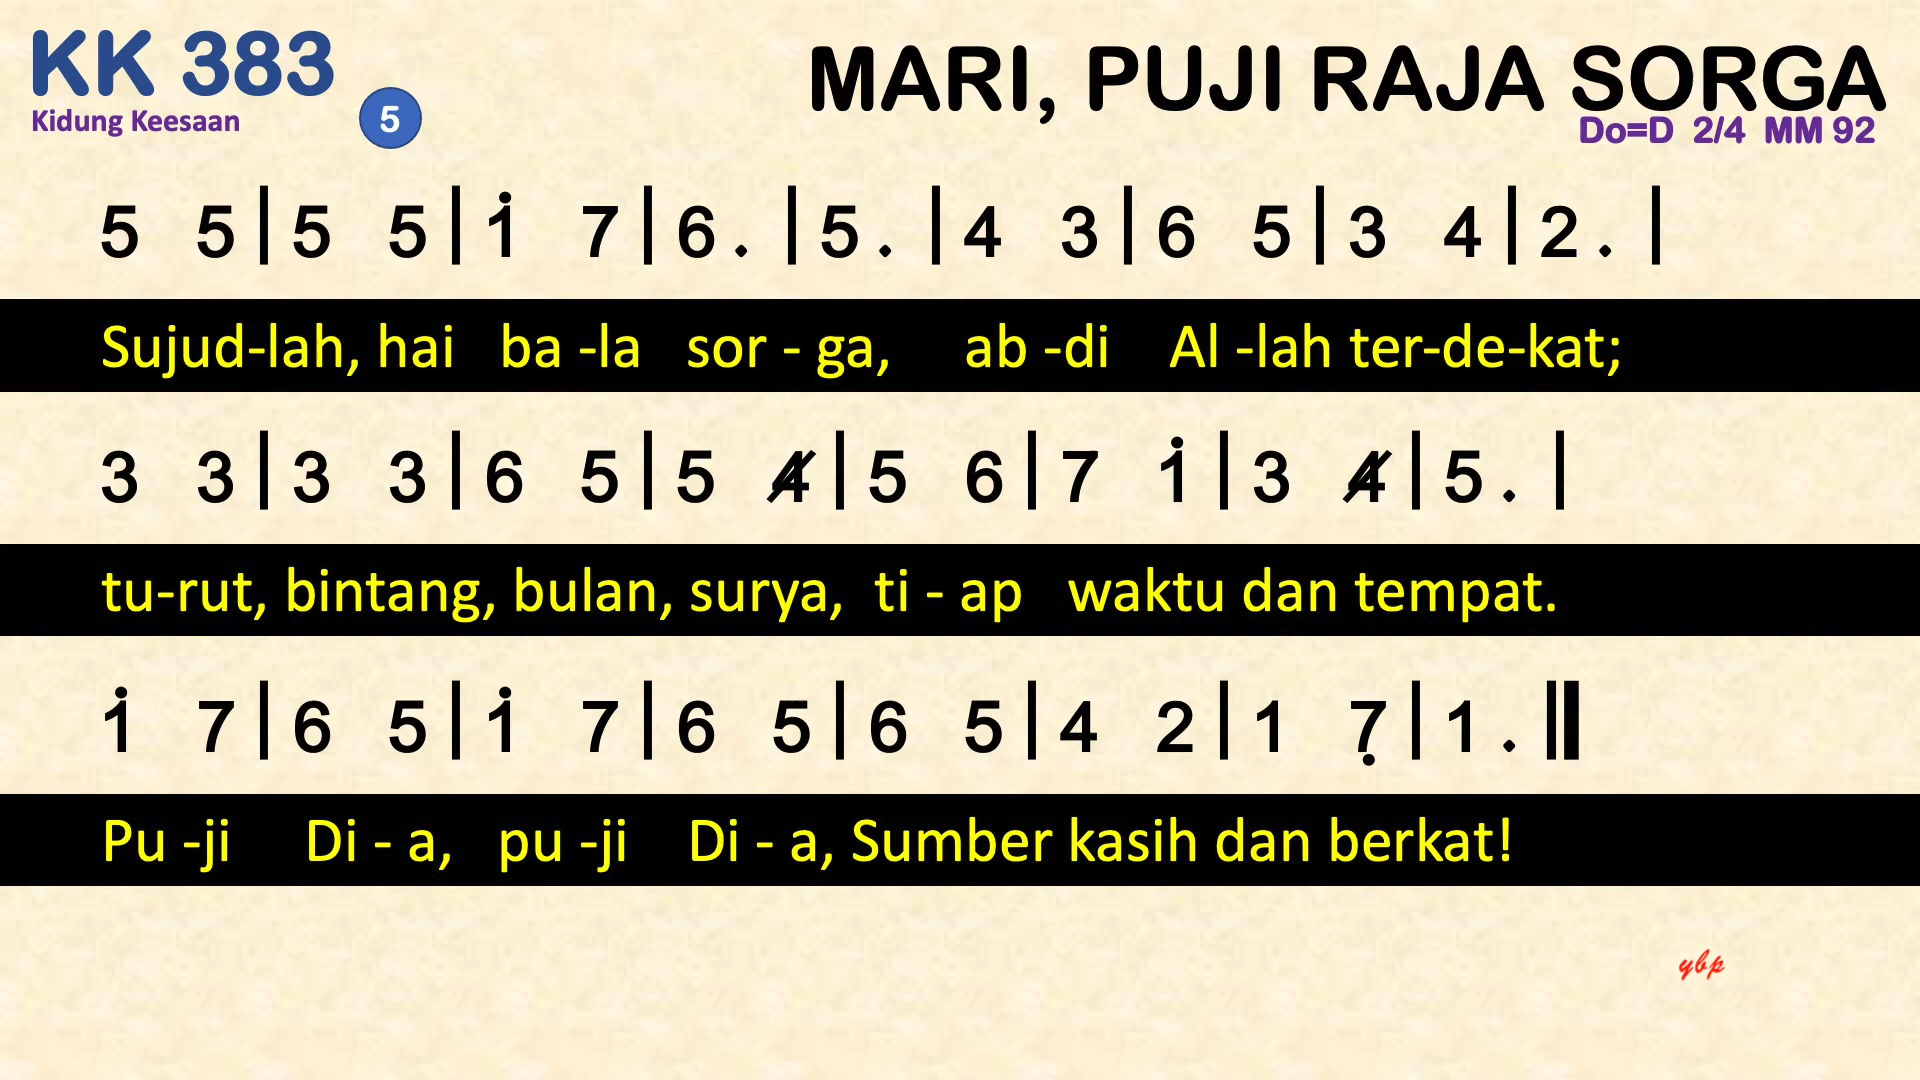 KK 383
MARI, PUJI RAJA SORGA
Kidung Keesaan
5
Do=D 2/4 MM 92
5 5 | 5 5 | 1̇ 7 | 6 . | 5 . | 4 3 | 6 5 | 3 4 | 2 . |
Sujud-lah, hai ba -la sor - ga, ab -di Al -lah ter-de-kat;
3 3 | 3 3 | 6 5 | 5 4̸ | 5 6 | 7 1̇ | 3 4̸ | 5 . |
tu-rut, bintang, bulan, surya, ti - ap waktu dan tempat.
1̇ 7 | 6 5 | 1̇ 7 | 6 5 | 6 5 | 4 2 | 1 7̣ | 1 . ||
Pu -ji Di - a, pu -ji Di - a, Sumber kasih dan berkat!
ybp